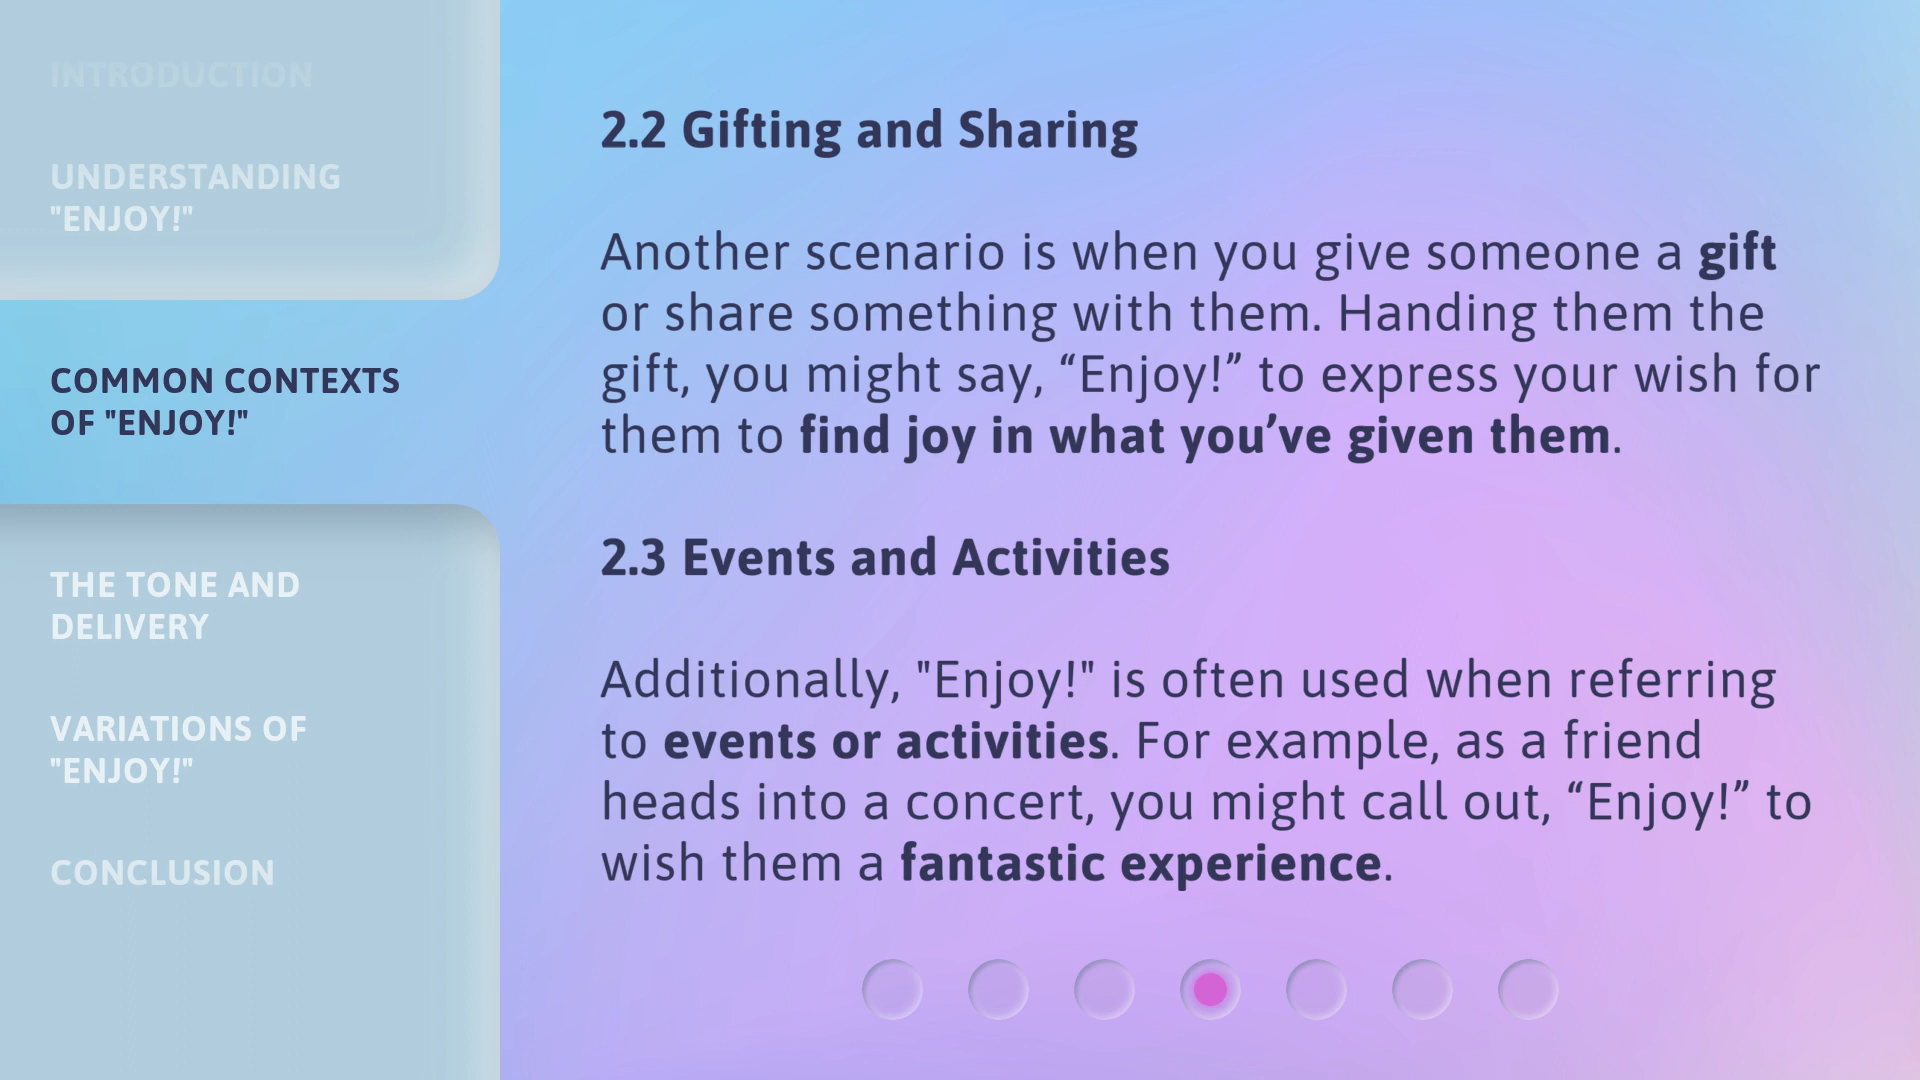 INTRODUCTION
UNDERSTANDING
"ENJOY!"
COMMON CONTEXTS
OF "ENJOY!"
THE TONE AND
DELIVERY
VARIATIONS OF
"ENJOY!"
CONCLUSION
2.2 Gifting and Sharing
Another scenario is when you give someone a gift
or share something with them. Handing them the
gift, you might say, “Enjoy!” to express your wish for
them to find joy in what you’ve given them.
2.3 Events and Activities
Additionally, "Enjoy!" is often used when referring
to events or activities. For example, as a friend
heads into a concert, you might call out, “Enjoy!” to
wish them a fantastic experience.